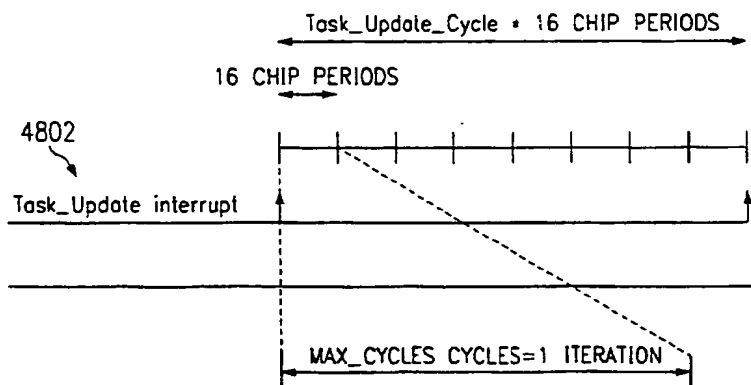 Task_Update_Cycle * 16 CHIP PERIODS
16 CHIP PERIODS
4802
Task_Update interrupt
MAX_CYCLES CYCLES=1 ITERATION